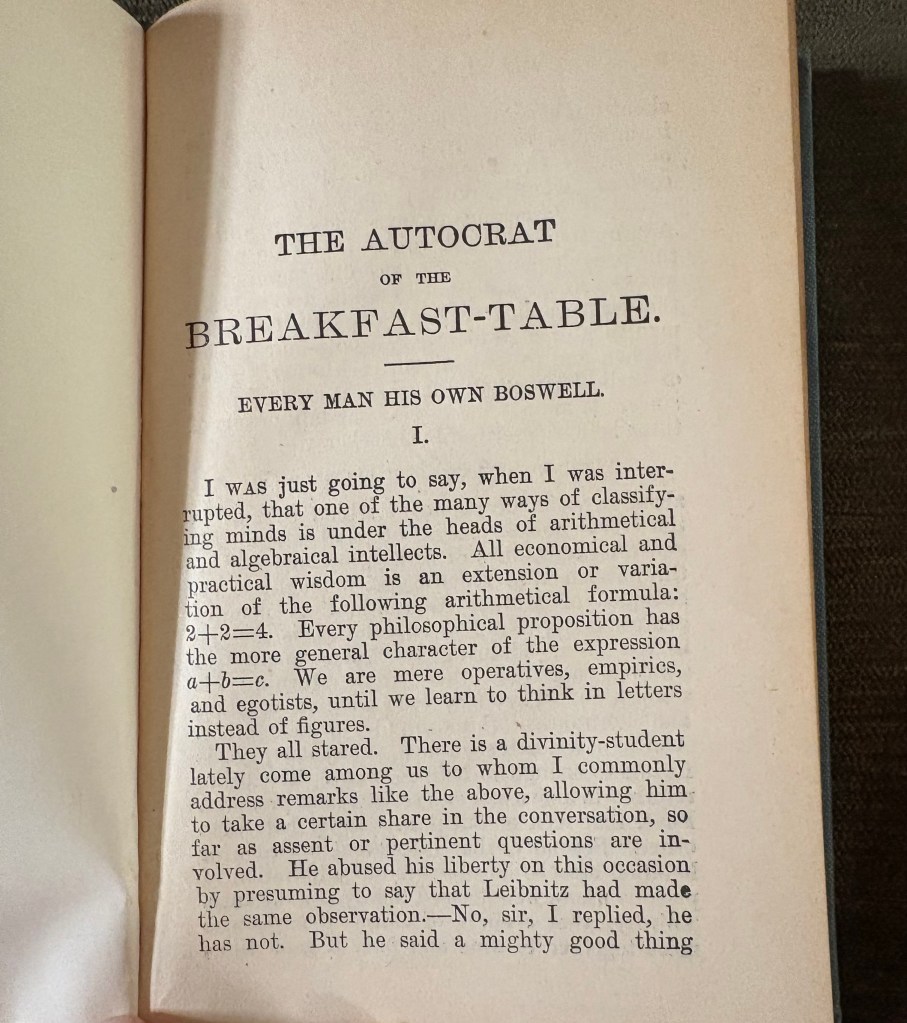 THE AUTOCRAT
OF THE
BREAKFAST-TABLE.
EVERY MAN HIS OWN BOSWELL.
I.
I WAS just going to say, when I was inter-
rupted, that one of the many ways of classify-
ing minds is under the heads of arithmetical
and algebraical intellects. All economical and
practical wisdom is an extension or varia-
tion of the following arithmetical formula:
2+2=4. Every philosophical proposition has
the more general character of the expression
a+b=c. We are mere operatives, empirics,
and egotists, until we learn to think in letters
instead of figures.
They all stared. There is a divinity-student
lately come among us to whom I commonly
address remarks like the above, allowing him
to take a certain share in the conversation, so
far as assent or pertinent questions are in-
volved. He abused his liberty on this occasion
by presuming to say that Leibnitz had made
the same observation.—No, sir, I replied, he
has not. But he said a mighty good thing